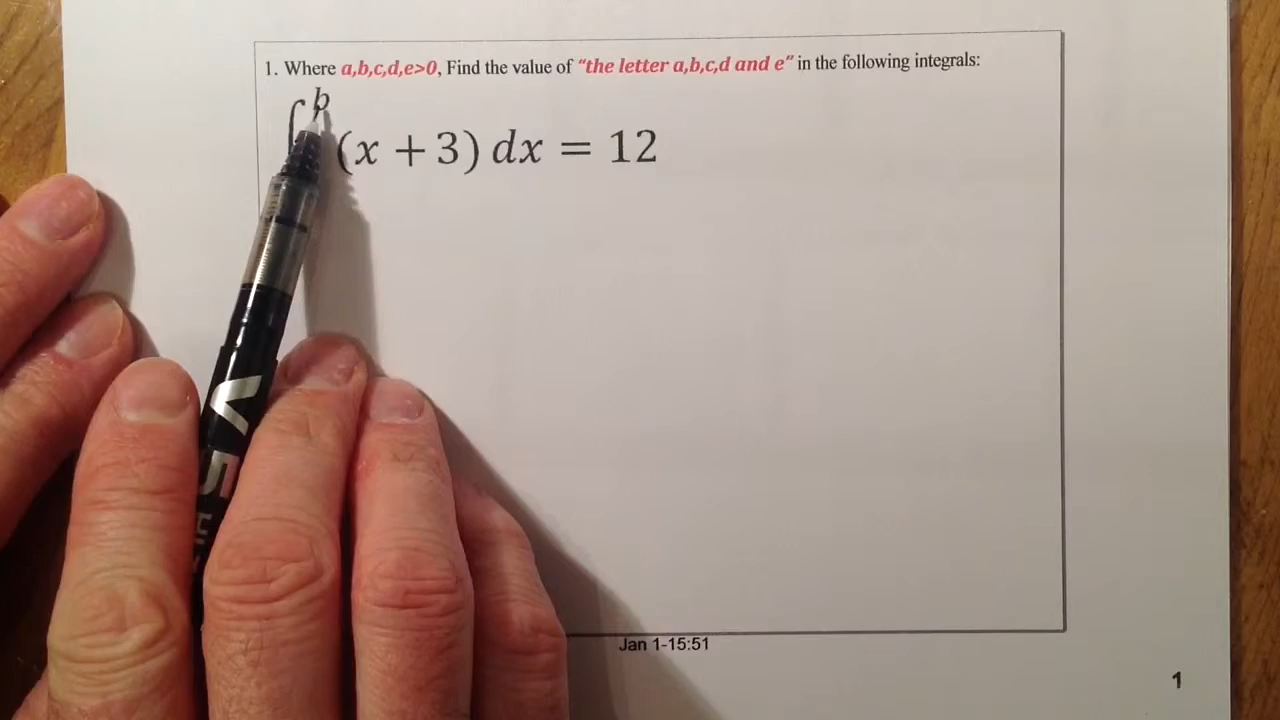 1. Where a,b,c,d,e>0, Find the value of "the letter a,b,c,d and e" in the following integrals:
∫ b (x + 3) dx = 12
V5
Jan 1-15:51
1